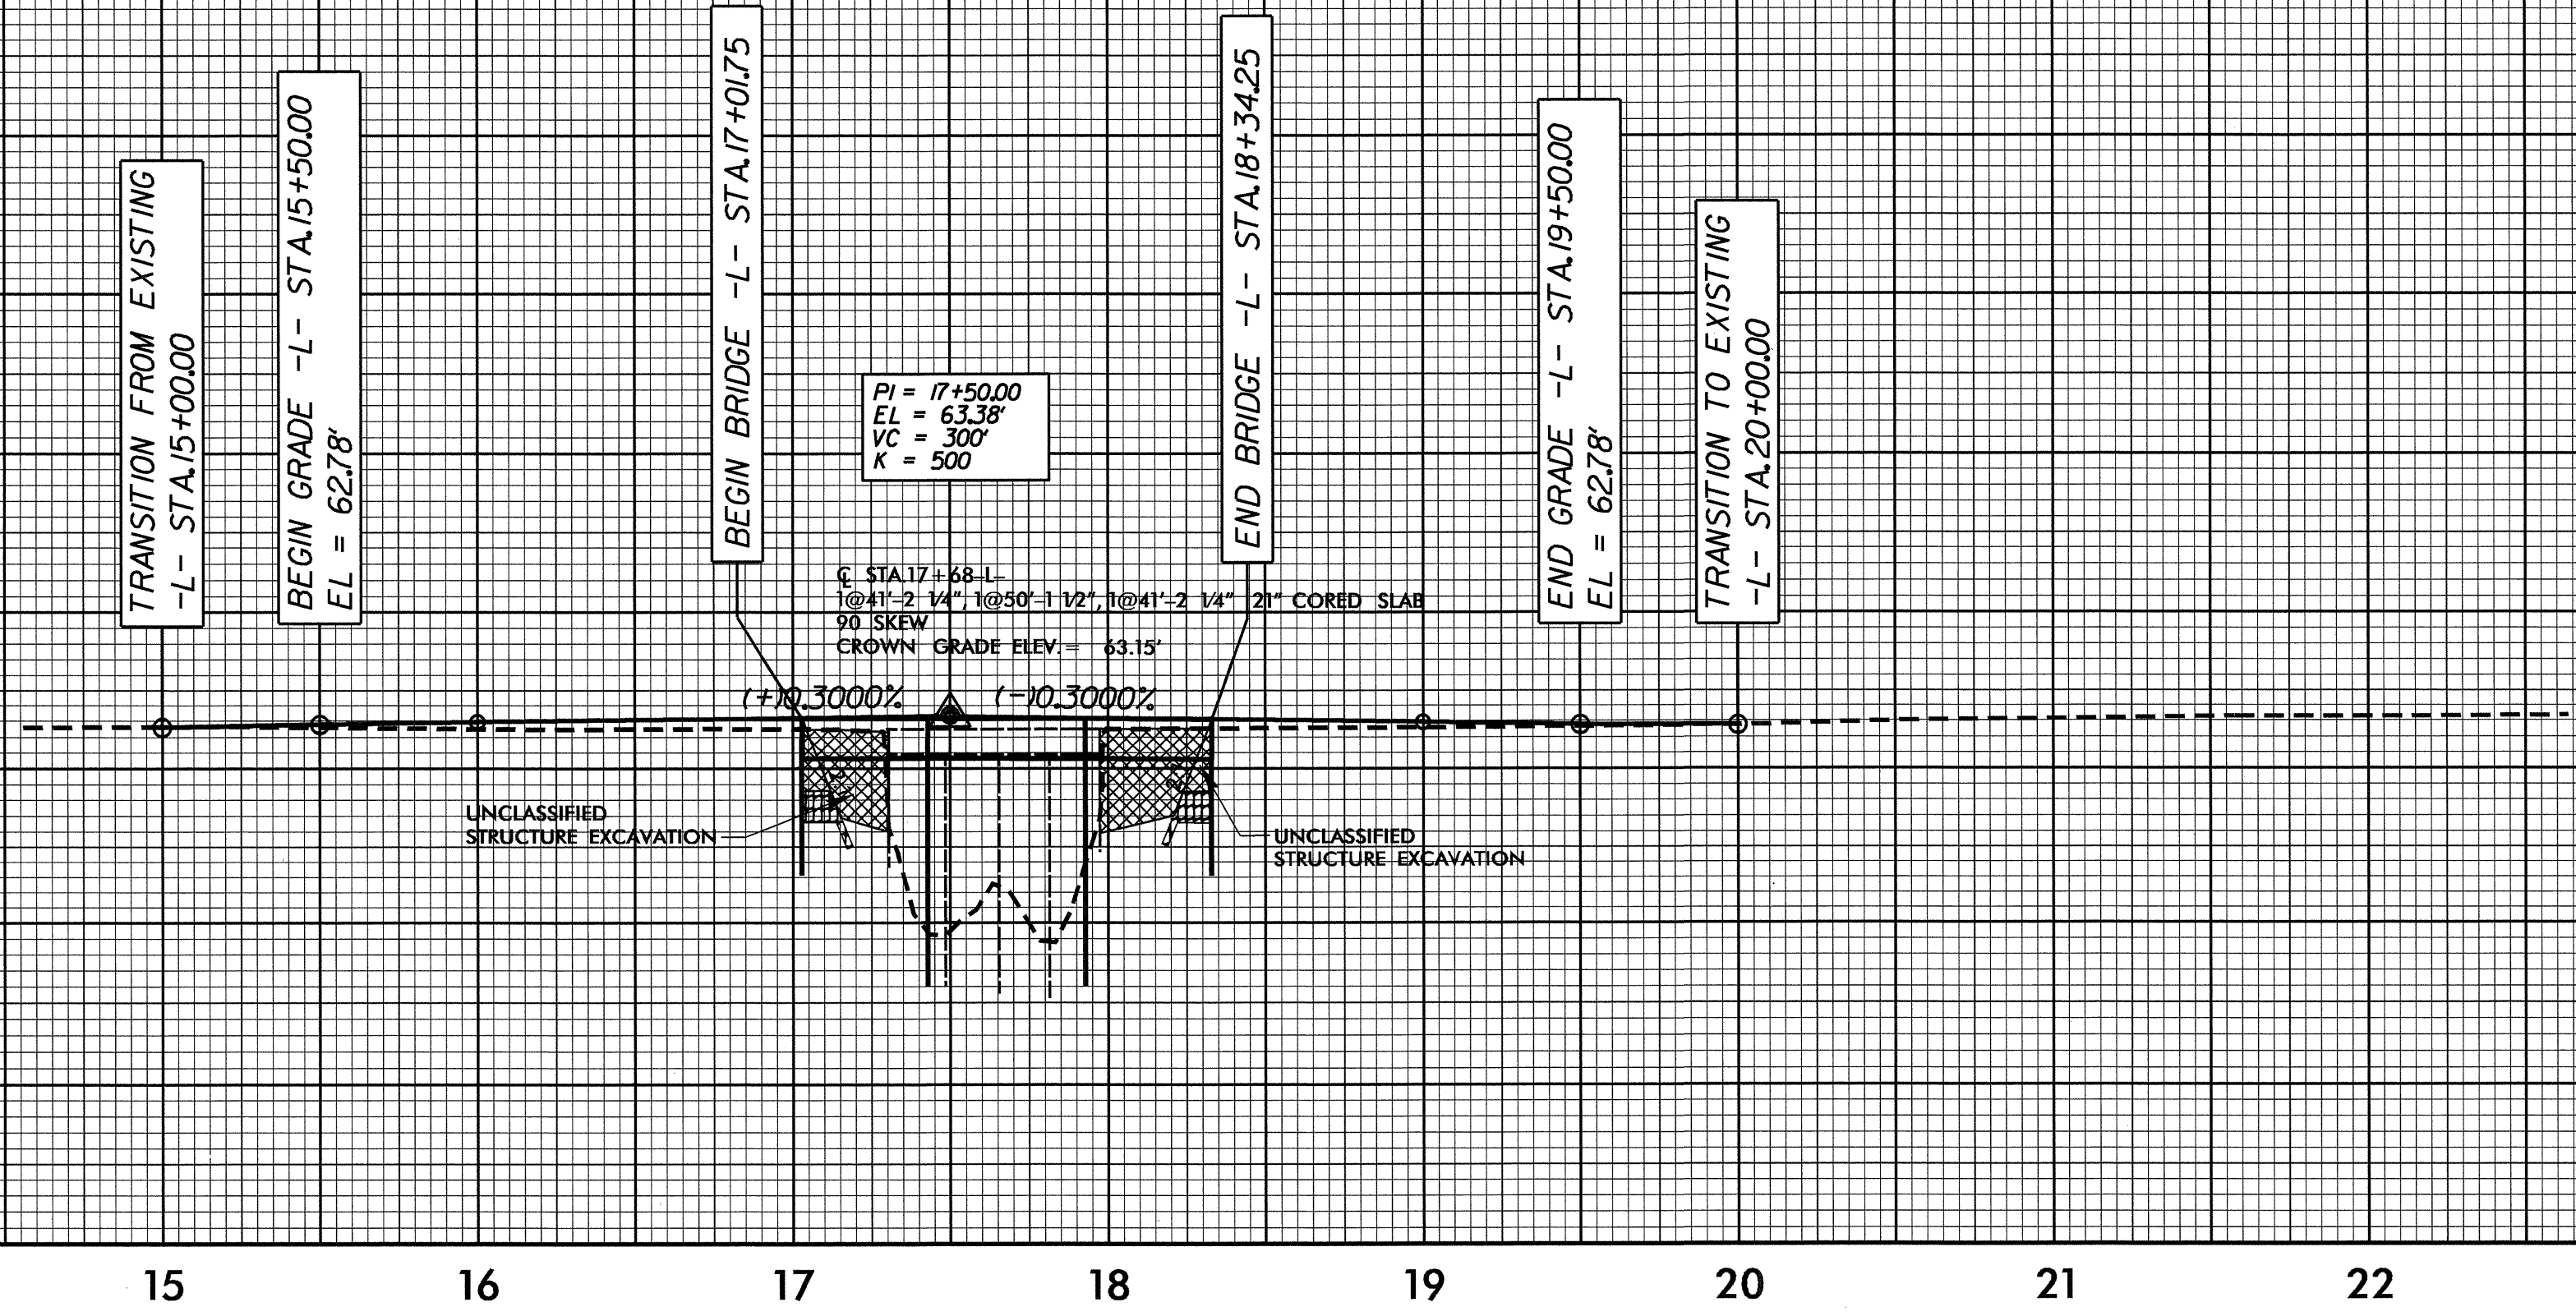 TRANSITION FROM EXISTING
-L- STA.15+00.00
BEGIN GRADE -L- STA.15+50.00
EL = 62.78'
BEGIN BRIDGE -L- STA.17+01.75
PI = 17+50.00
EL = 63.38'
VC = 300'
K = 500
END BRIDGE -L- STA.18+34.25
END GRADE -L- STA.19+50.00
EL = 62.78'
TRANSITION TO EXISTING
-L- STA.20+00.00
℄ STA.17+68-L-
1@41'-2 1/4", 1@50'-1 1/2", 1@41'-2 1/4" 21" CORED SLAB
90 SKEW
CROWN GRADE ELEV. = 63.15'
(+)0.3000% (-)0.3000%
UNCLASSIFIED
STRUCTURE EXCAVATION
UNCLASSIFIED
STRUCTURE EXCAVATION
15 16 17 18 19 20 21 22